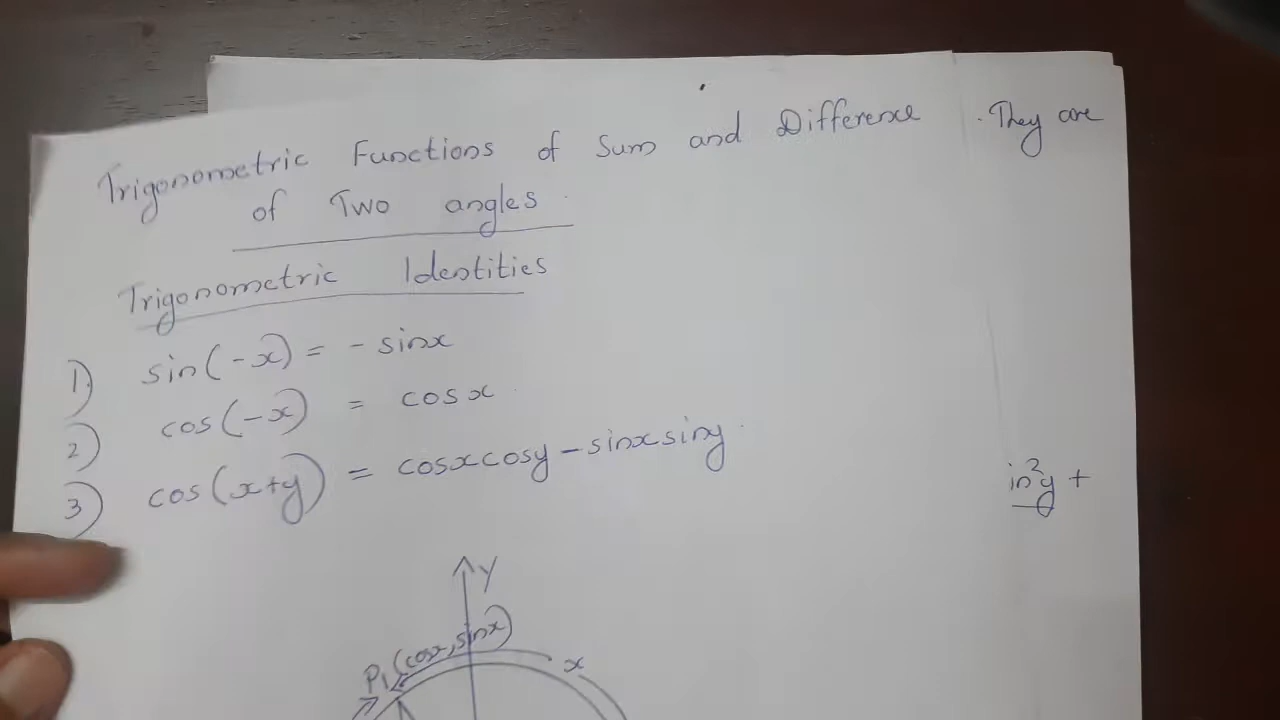 Trigonometric Functions of Sum and Difference
of Two angles.
Trigonometric Identities
1) sin(-x) = - sinx
2) cos(-x) = cosx
3) cos(x+y) = cosxcosy - sinxsiny
Y
P₁(cosx, sinx)
x
. They are
in²y +